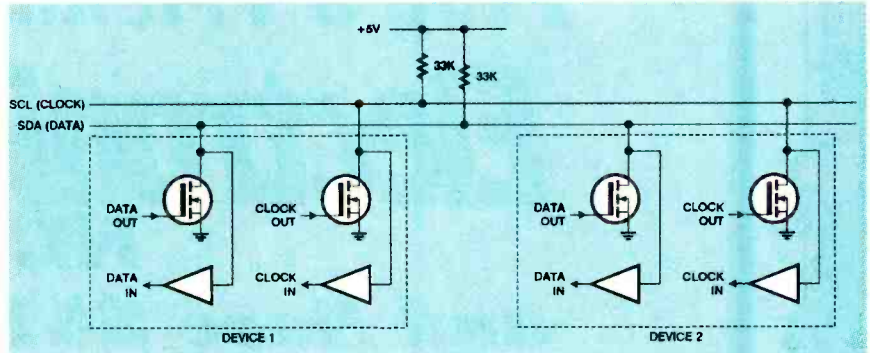 +5V
33K
33K
SCL (CLOCK)
SDA (DATA)
DATA OUT
CLOCK OUT
DATA OUT
CLOCK OUT
DATA IN
CLOCK IN
DATA IN
CLOCK IN
DEVICE 1
DEVICE 2